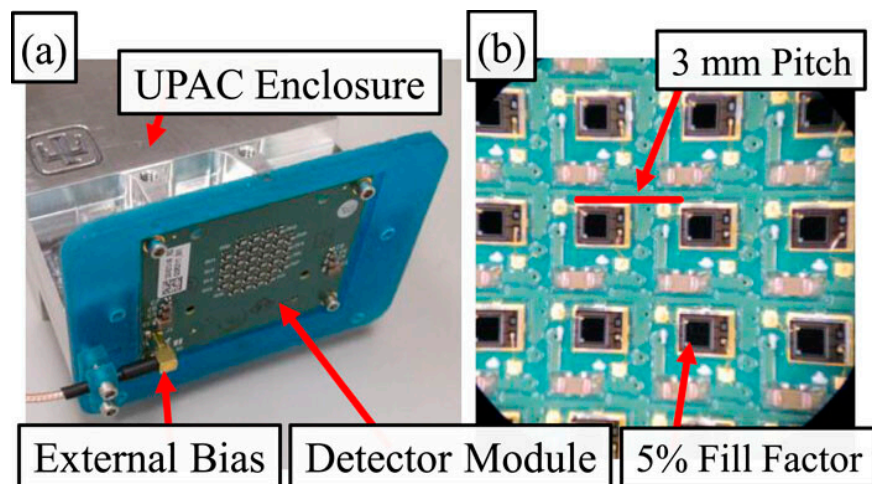 (a)
UPAC Enclosure
External Bias
Detector Module
(b)
3 mm Pitch
5% Fill Factor